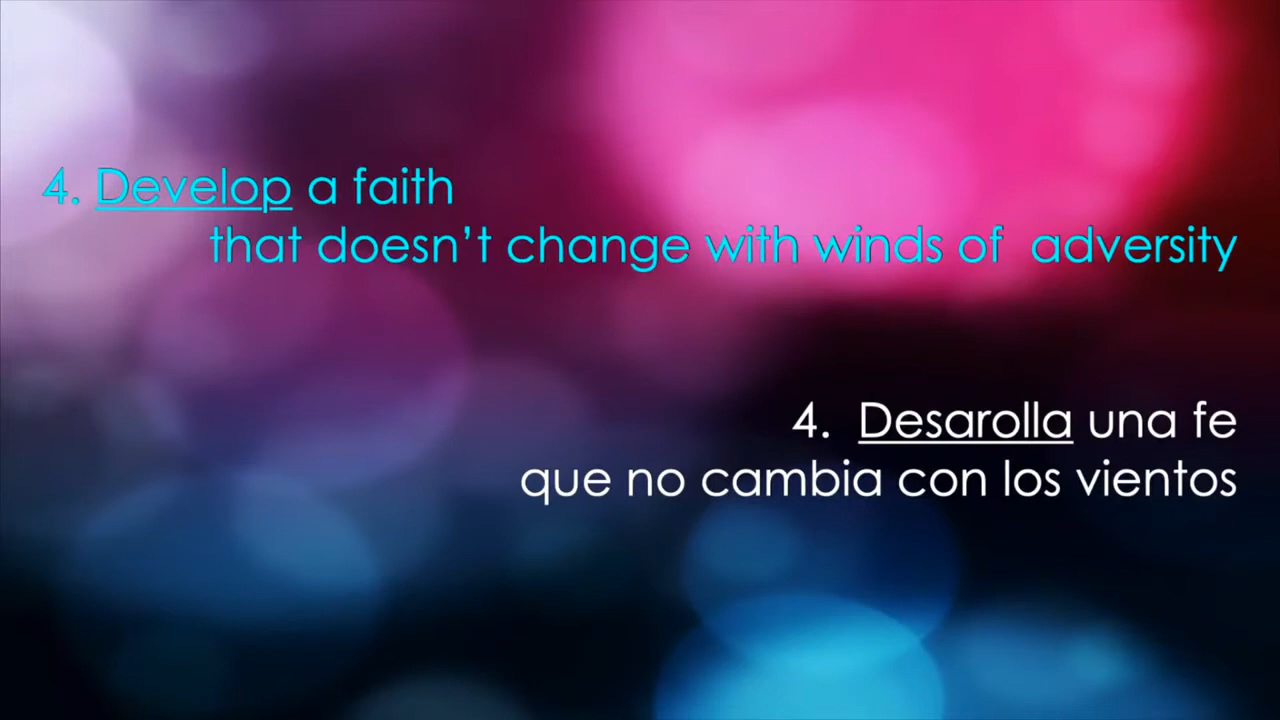 4. Develop a faith
that doesn’t change with winds of  adversity
4.  Desarolla una fe
que no cambia con los vientos